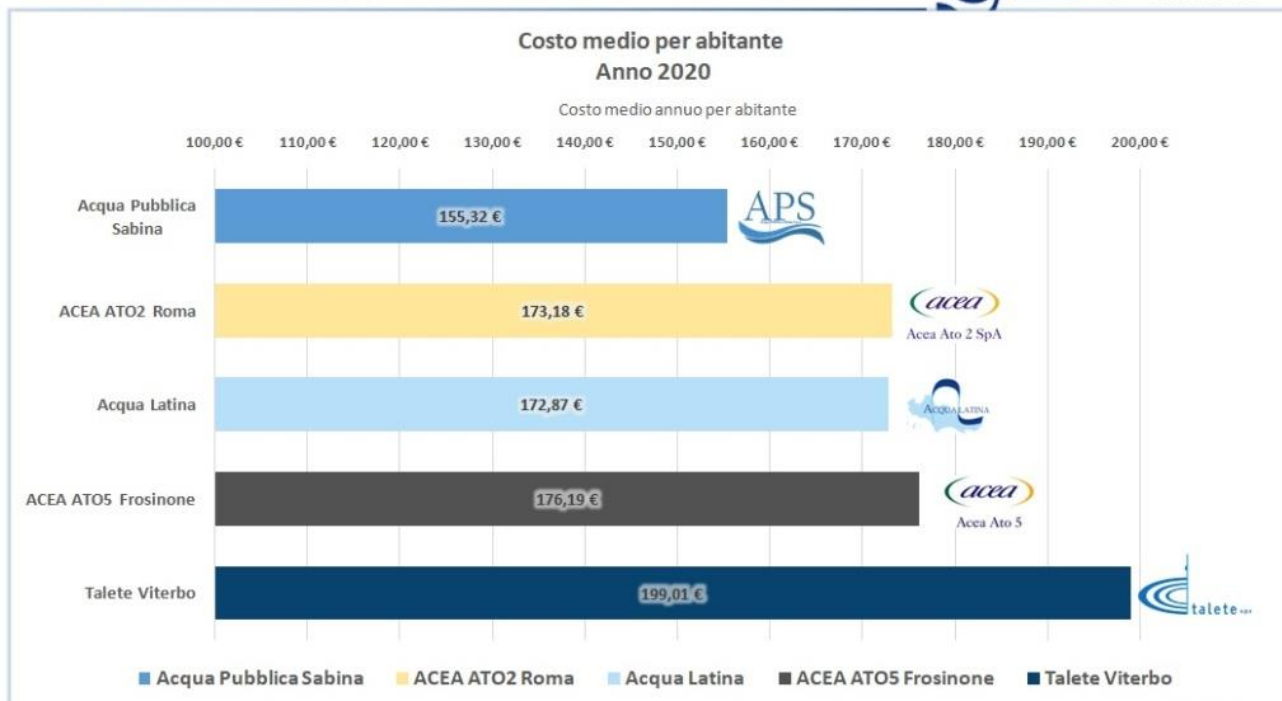 Costo medio per abitante
Anno 2020
Costo medio annuo per abitante
100,00 € 110,00 € 120,00 € 130,00 € 140,00 € 150,00 € 160,00 € 170,00 € 180,00 € 190,00 € 200,00 €
Acqua Pubblica
Sabina
155,32 €
APS
ACEA ATO2 Roma
173,18 €
acea
Acea Ato 2 SpA
Acqua Latina
172,87 €
ACQUALATINA
ACEA ATO5 Frosinone
176,19 €
acea
Acea Ato 5
Talete Viterbo
199,01 €
talete
Acqua Pubblica Sabina ACEA ATO2 Roma Acqua Latina ACEA ATO5 Frosinone Talete Viterbo